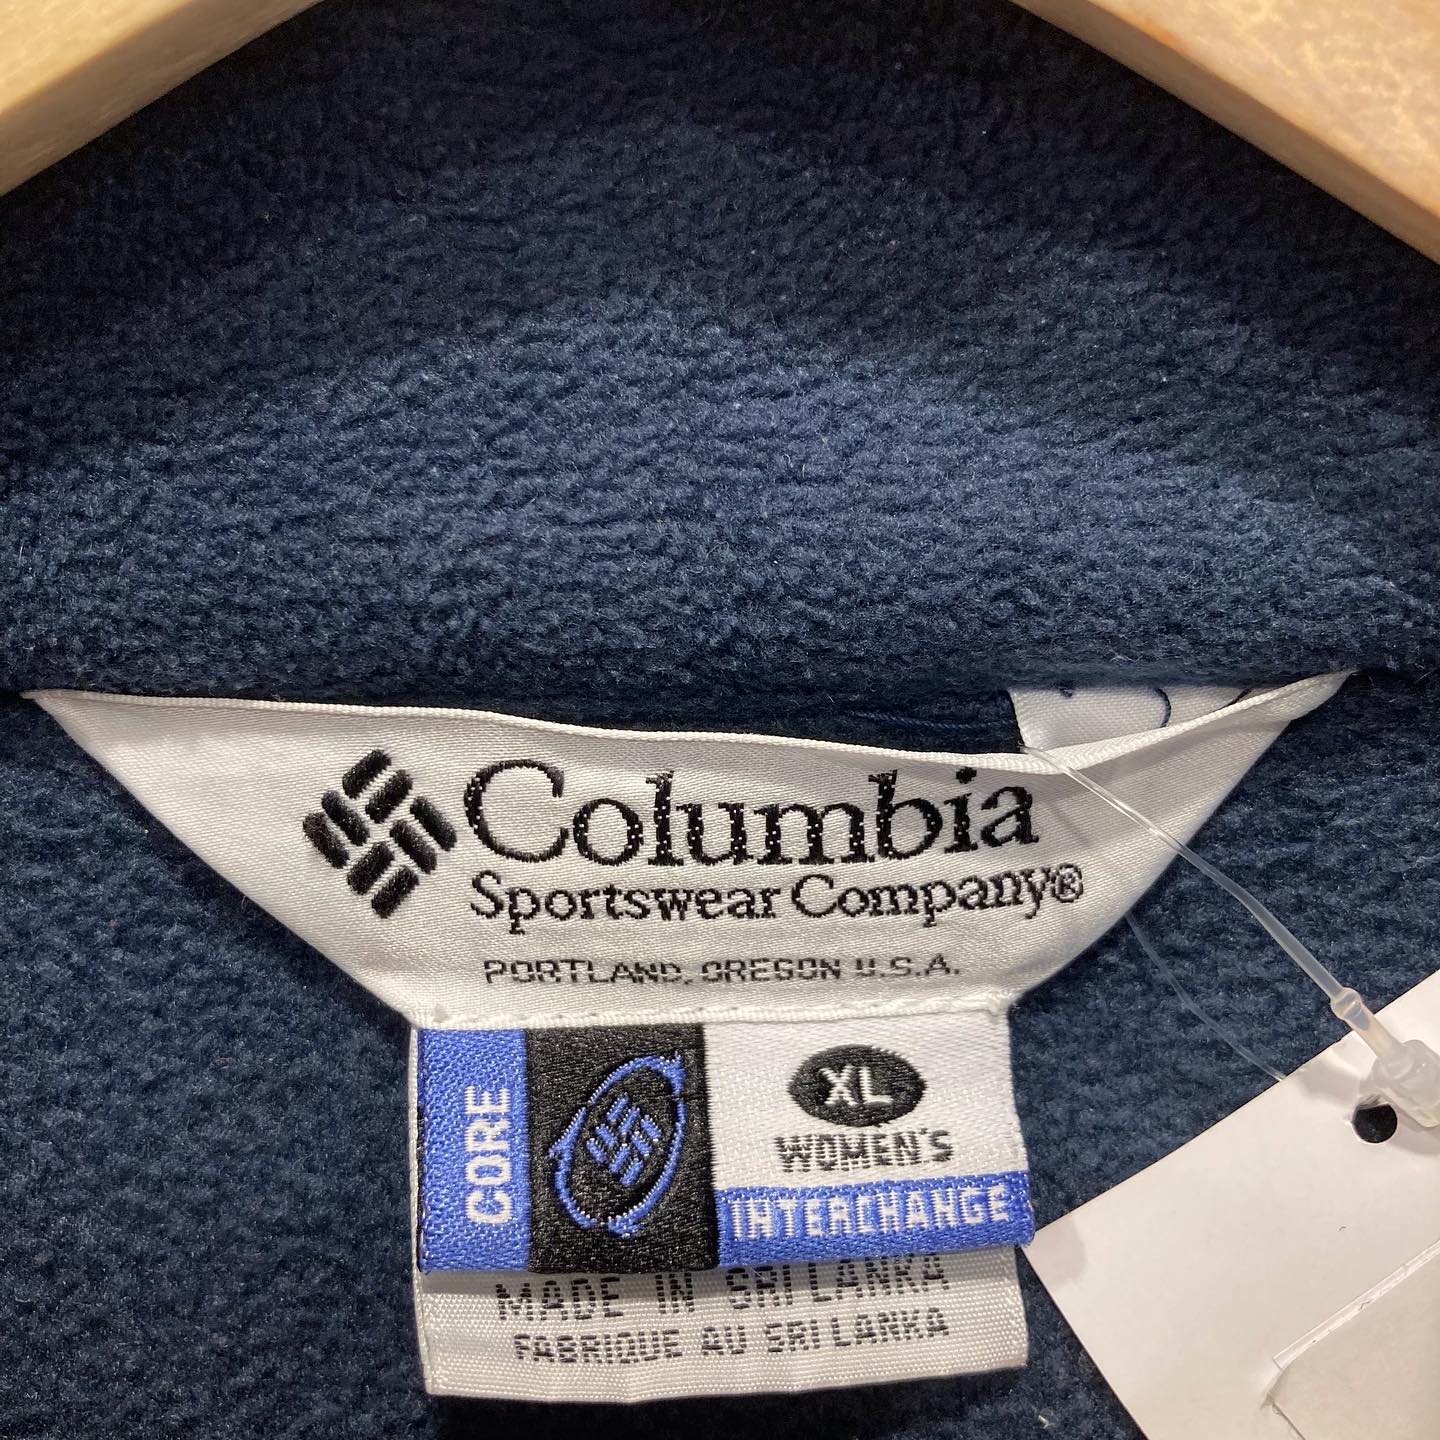 Columbia
Sportswear Company®
PORTLAND, OREGON U.S.A.
CORE
XL
WOMEN'S
INTERCHANGE
MADE IN SRI LANKA
FABRIQUE AU SRI LANKA